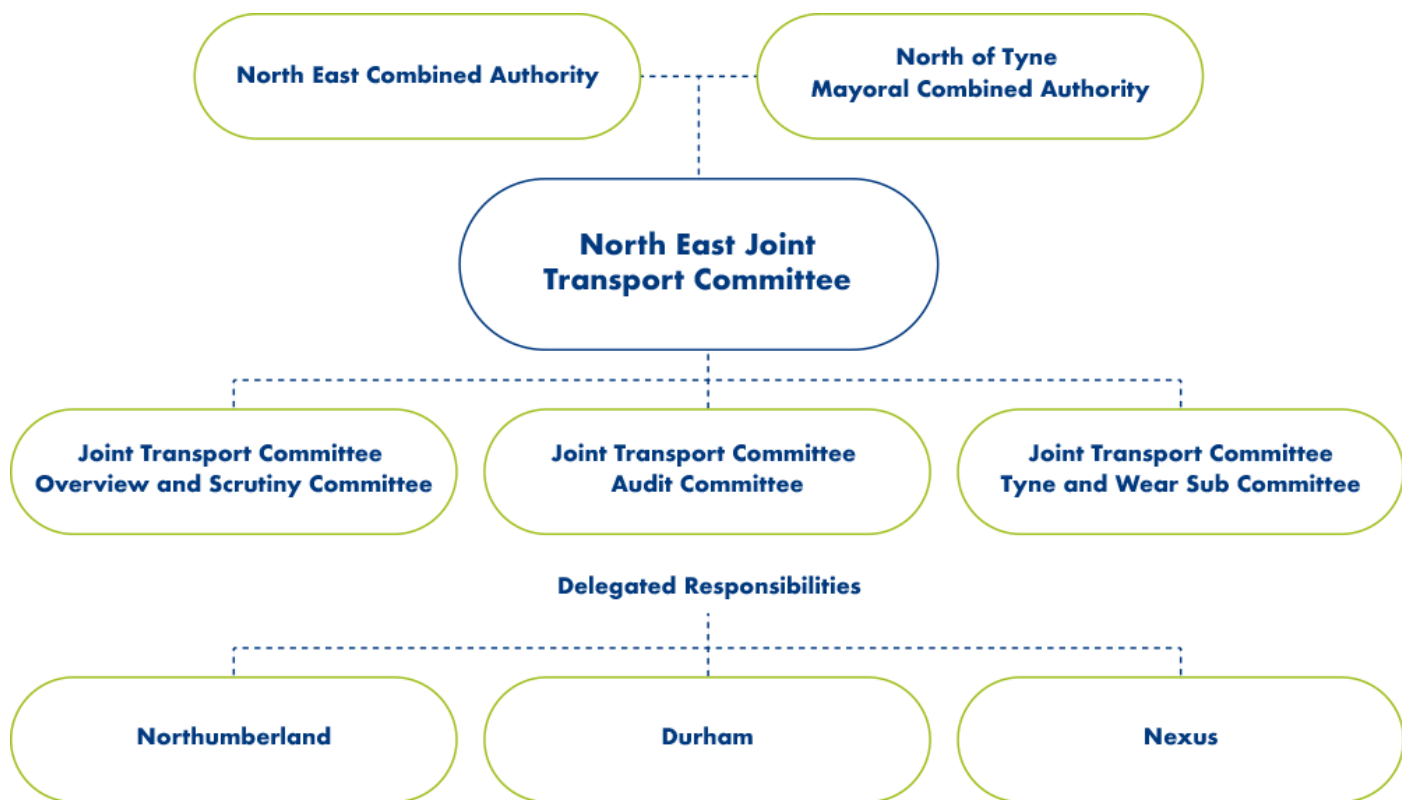 North East Combined Authority
North of Tyne
Mayoral Combined Authority
North East Joint
Transport Committee
Joint Transport Committee
Overview and Scrutiny Committee
Joint Transport Committee
Audit Committee
Joint Transport Committee
Tyne and Wear Sub Committee
Delegated Responsibilities
Northumberland
Durham
Nexus